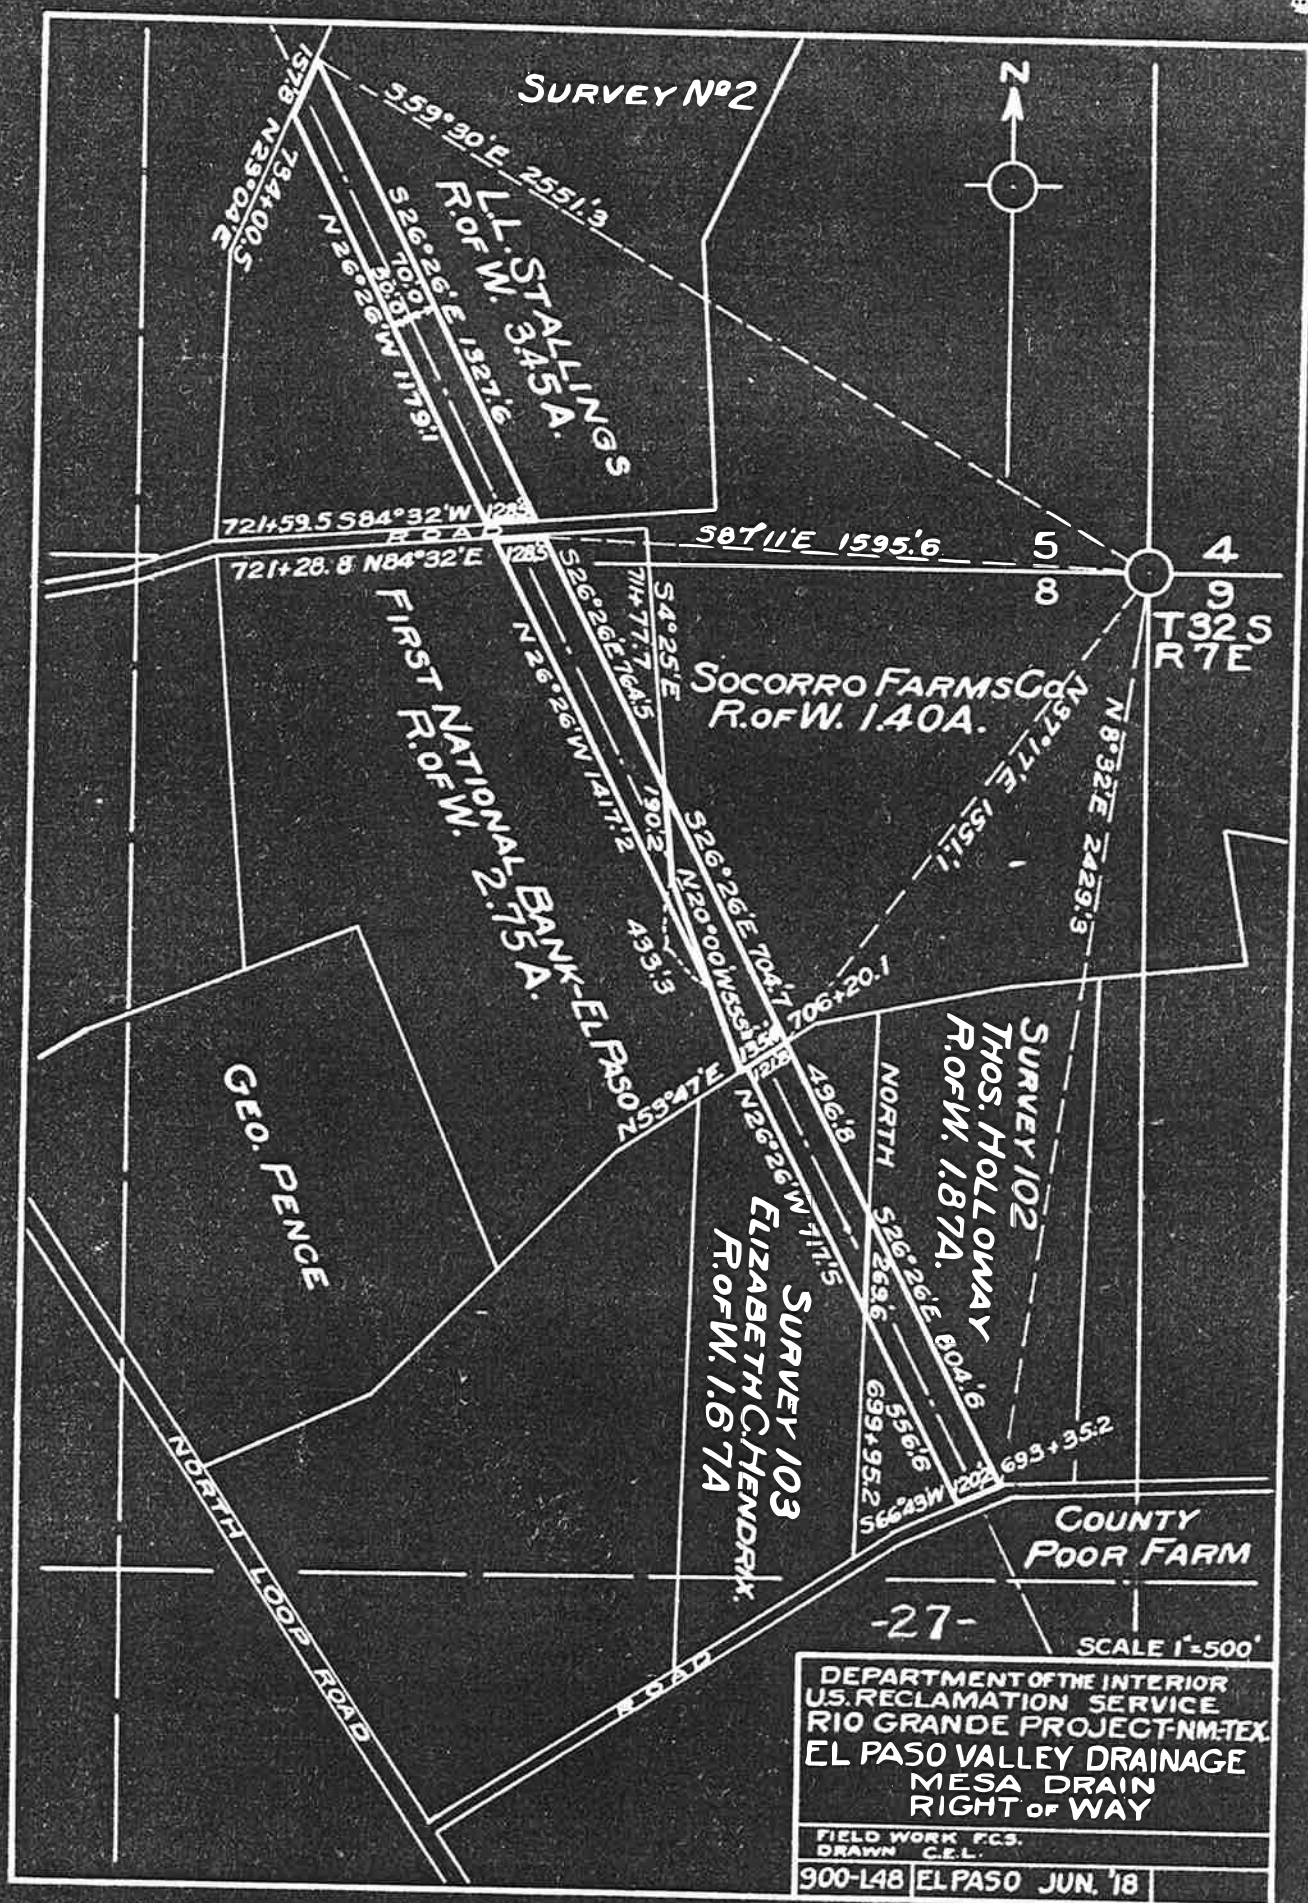 SURVEY Nº2
N
S59°30'E 2551.'3
157.8 N29°04'E
734+00.5
L.L. STALLINGS
R.OF W. 3.45A.
S26°26'E 1327.'6
70.'0
50.'0
N26°26'W 1179.'1
721+59.5 S84°32'W
128.'5
ROAD
721+28.8 N84°32'E
128.'5
S87°11'E 1595.'6
5
4
8
9
T32S
R7E
S4°25'E
711+77.7
S26°26'E 764.'5
N26°26'W 1417.'2
FIRST NATIONAL BANK-EL PASO
R.OF W. 2.75A.
SOCORRO FARMS Co.
R.OF W. 1.40A.
N37°17'E 1551.'1
N8°32'E 2429.'3
190.2
S26°26'E 704.'7
433.'3
706+20.1
121.8
N59°47'E
GEO. PENCE
496.'8
NORTH
SURVEY 102
THOS. HOLLOWAY
R.OF W. 1.87A.
N26°26'W 717.'5
S26°26'E 804.'6
269.'6
SURVEY 103
ELIZABETH C. HENDRIX.
R.OF W. 1.67A
556.'6
699+95.2
120.'2
693+35.2
S66°43'W
COUNTY
POOR FARM
NORTH LOOP ROAD
ROAD
-27-
SCALE 1"=500'
DEPARTMENT OF THE INTERIOR
U.S. RECLAMATION SERVICE
RIO GRANDE PROJECT-NM-TEX.
EL PASO VALLEY DRAINAGE
MESA DRAIN
RIGHT OF WAY
FIELD WORK F.C.S.
DRAWN C.E.L.
900-L48 EL PASO JUN. '18